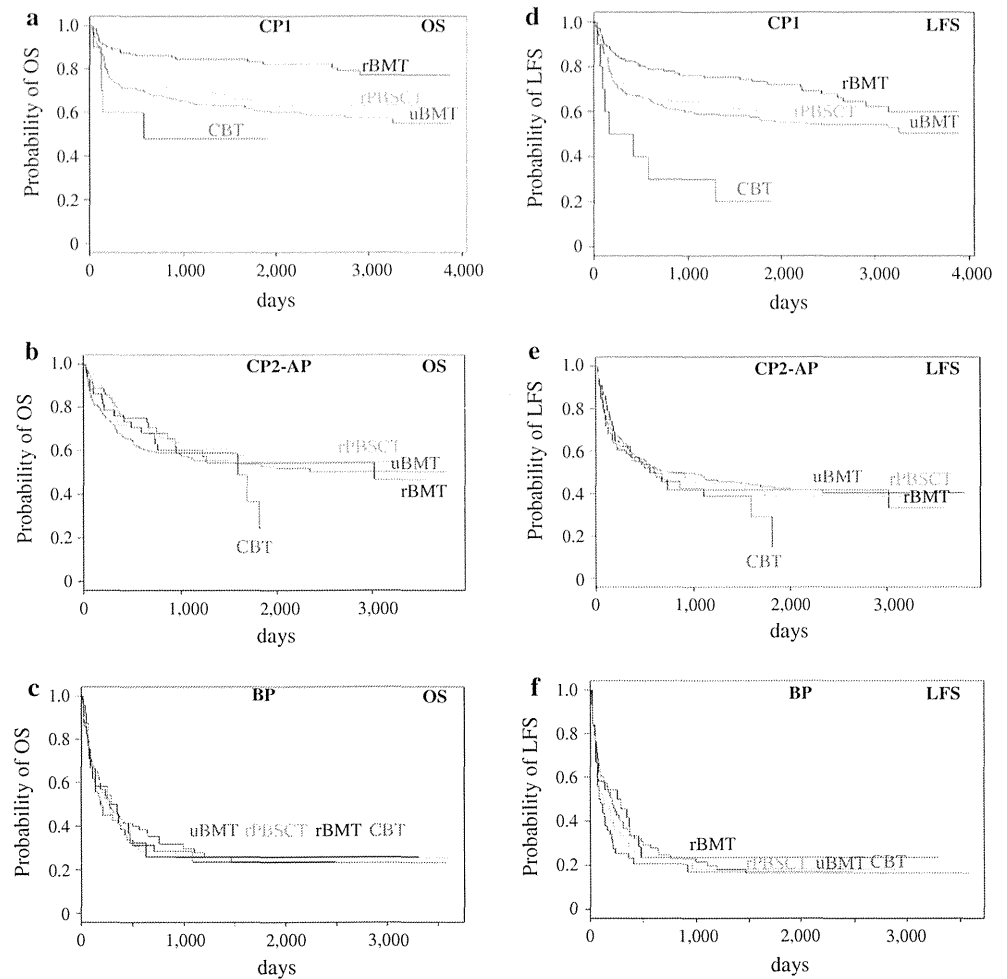 a
CP1
OS
Probability of OS
1.0
0.8
0.6
0.4
0.2
0
rBMT
rPBSCT
uBMT
CBT
0
1,000
2,000
3,000
4,000
days
d
CP1
LFS
Probability of LFS
1.0
0.8
0.6
0.4
0.2
0
rBMT
rPBSCT
uBMT
CBT
0
1,000
2,000
3,000
4,000
days
b
CP2-AP
OS
Probability of OS
1.0
0.8
0.6
0.4
0.2
0
rPBSCT
uBMT
rBMT
CBT
0
1,000
2,000
3,000
days
e
CP2-AP
LFS
Probability of LFS
1.0
0.8
0.6
0.4
0.2
0
uBMT rPBSCT
rBMT
CBT
0
1,000
2,000
3,000
days
c
BP
OS
Probability of OS
1.0
0.8
0.6
0.4
0.2
0
uBMT rPBSCT rBMT CBT
0
1,000
2,000
3,000
days
f
BP
LFS
Probability of LFS
1.0
0.8
0.6
0.4
0.2
0
rBMT
rPBSCT uBMT CBT
0
1,000
2,000
3,000
days